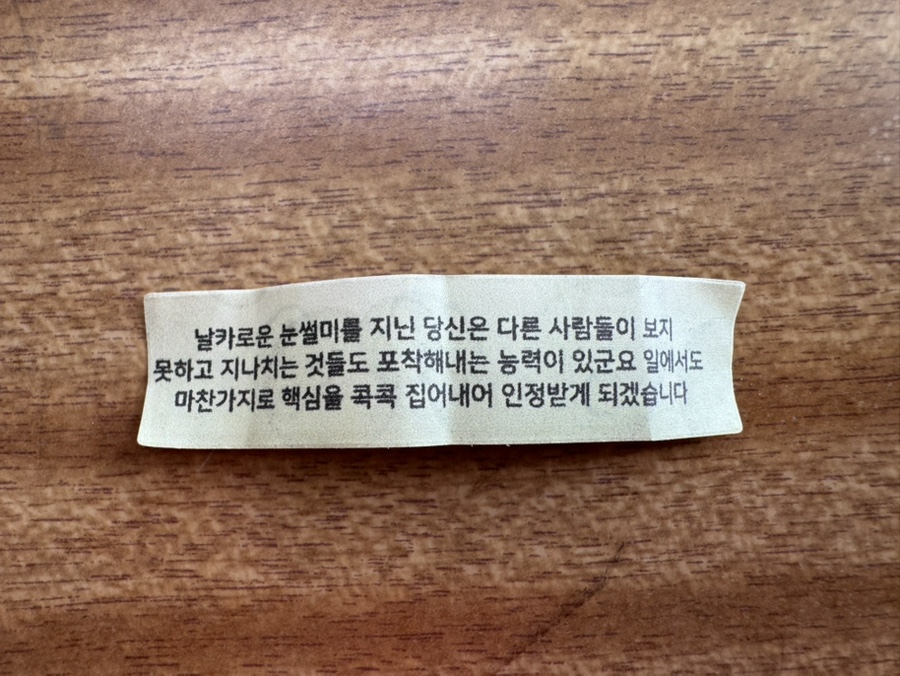 날카로운 눈썰미를 지닌 당신은 다른 사람들이 보지
못하고 지나치는 것들도 포착해내는 능력이 있군요 일에서도
마찬가지로 핵심을 콕콕 집어내어 인정받게 되겠습니다